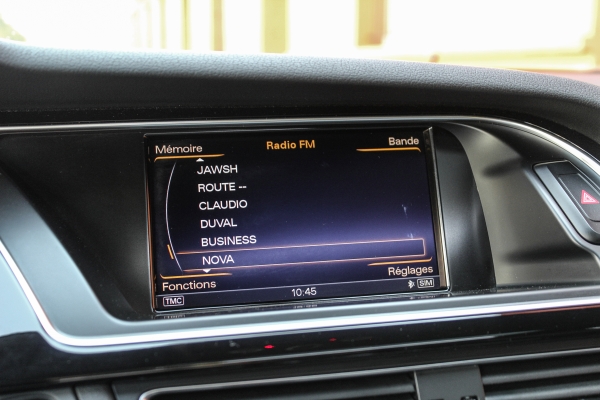 Mémoire Radio FM Bande
JAWSH
ROUTE --
CLAUDIO
DUVAL
BUSINESS
NOVA
Fonctions Réglages
TMC 10:45 SIM